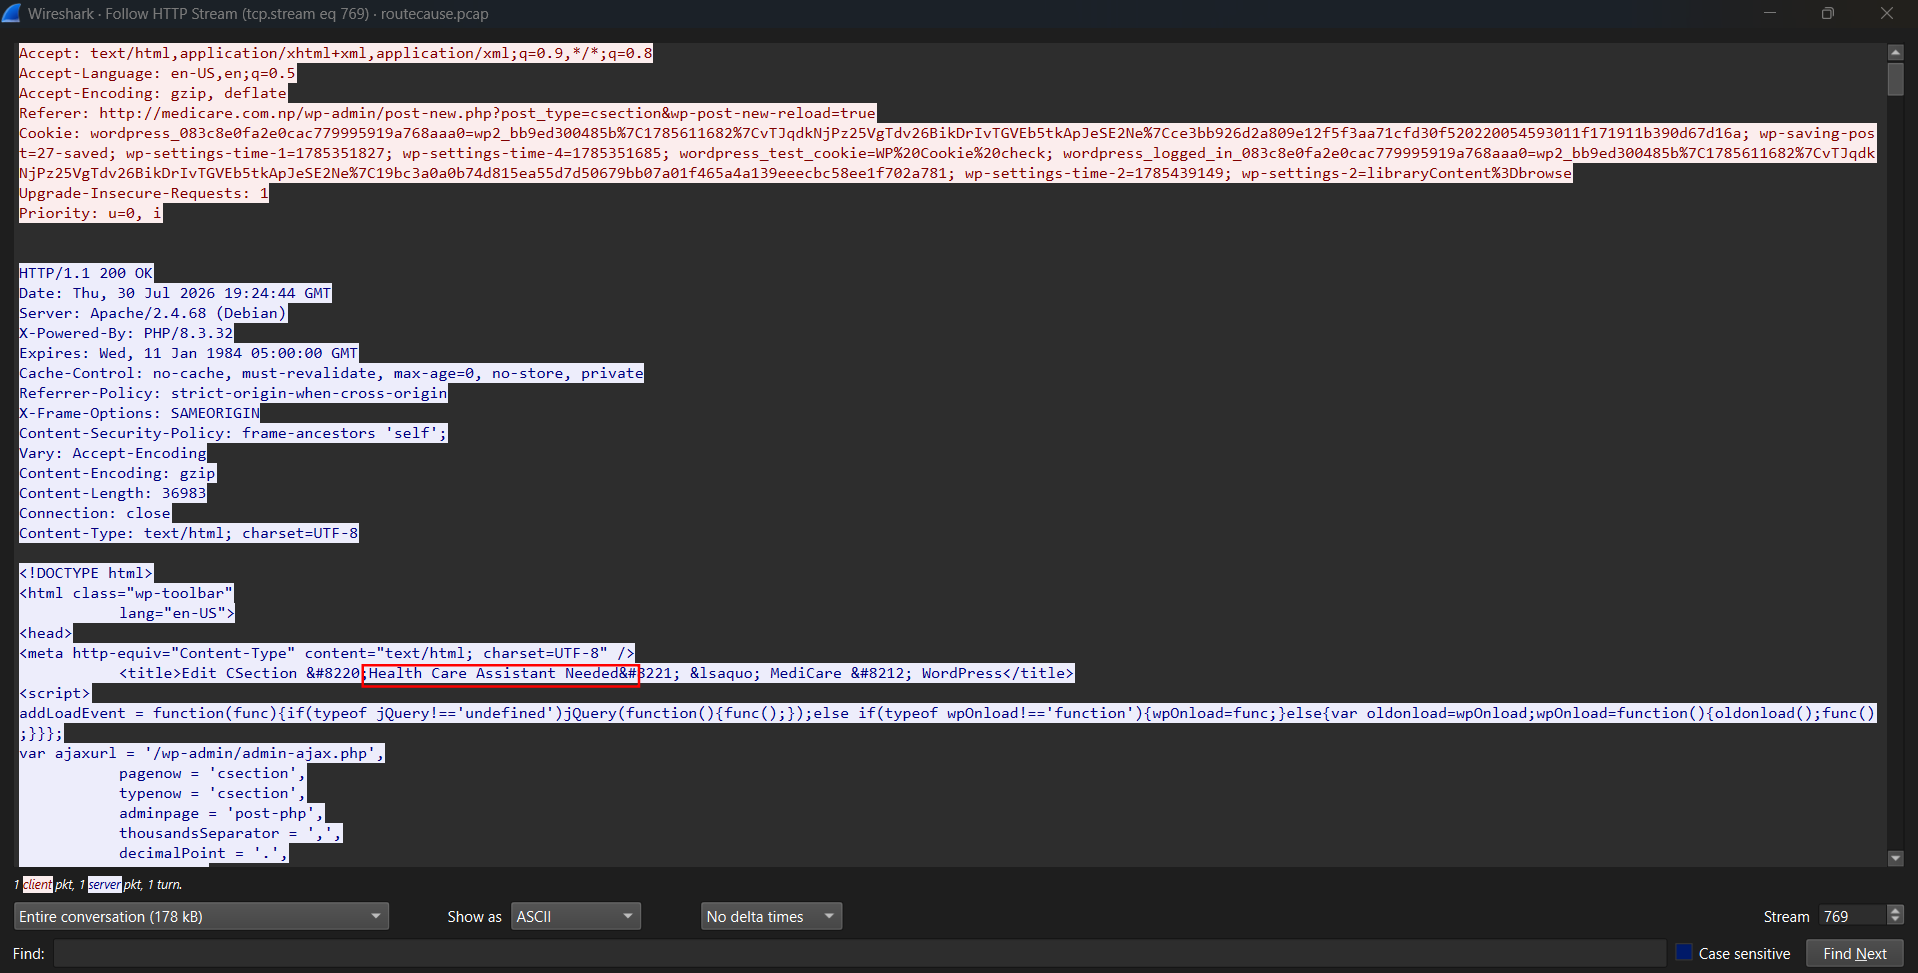 Wireshark · Follow HTTP Stream (tcp.stream eq 769) · routecause.pcap
Accept: text/html,application/xhtml+xml,application/xml;q=0.9,*/*;q=0.8
Accept-Language: en-US,en;q=0.5
Accept-Encoding: gzip, deflate
Referer: http://medicare.com.np/wp-admin/post-new.php?post_type=csection&wp-post-new-reload=true
Cookie: wordpress_083c8e0fa2e0cac779995919a768aaa0=wp2_bb9ed300485b%7C1785611682%7CvTJqdkNjPz25VgTdv26BikDrIvTGVEb5tkApJeSE2Ne%7Cce3bb926d2a809e12f5f3aa71cfd30f520220054593011f171911b390d67d16a; wp-saving-pos
t=27-saved; wp-settings-time-1=1785351827; wp-settings-time-4=1785351685; wordpress_test_cookie=WP%20Cookie%20check; wordpress_logged_in_083c8e0fa2e0cac779995919a768aaa0=wp2_bb9ed300485b%7C1785611682%7CvTJqdk
NjPz25VgTdv26BikDrIvTGVEb5tkApJeSE2Ne%7C19bc3a0a0b74d815ea55d7d50679bb07a01f465a4a139eeecbc58ee1f702a781; wp-settings-time-2=1785439149; wp-settings-2=libraryContent%3Dbrowse
Upgrade-Insecure-Requests: 1
Priority: u=0, i
HTTP/1.1 200 OK
Date: Thu, 30 Jul 2026 19:24:44 GMT
Server: Apache/2.4.68 (Debian)
X-Powered-By: PHP/8.3.32
Expires: Wed, 11 Jan 1984 05:00:00 GMT
Cache-Control: no-cache, must-revalidate, max-age=0, no-store, private
Referrer-Policy: strict-origin-when-cross-origin
X-Frame-Options: SAMEORIGIN
Content-Security-Policy: frame-ancestors 'self';
Vary: Accept-Encoding
Content-Encoding: gzip
Content-Length: 36983
Connection: close
Content-Type: text/html; charset=UTF-8
<!DOCTYPE html>
<html class="wp-toolbar"
lang="en-US">
<head>
<meta http-equiv="Content-Type" content="text/html; charset=UTF-8" />
<title>Edit CSection &#8220;Health Care Assistant Needed&#8221; &lsaquo; MediCare &#8212; WordPress</title>
<script>
addLoadEvent = function(func){if(typeof jQuery!=='undefined')jQuery(function(){func();});else if(typeof wpOnload!=='function'){wpOnload=func;}else{var oldonload=wpOnload;wpOnload=function(){oldonload();func()
;}}};
var ajaxurl = '/wp-admin/admin-ajax.php',
pagenow = 'csection',
typenow = 'csection',
adminpage = 'post-php',
thousandsSeparator = ',',
decimalPoint = '.',
1 client pkt, 1 server pkt, 1 turn.
Entire conversation (178 kB) Show as ASCII No delta times Stream 769
Find: Case sensitive Find Next